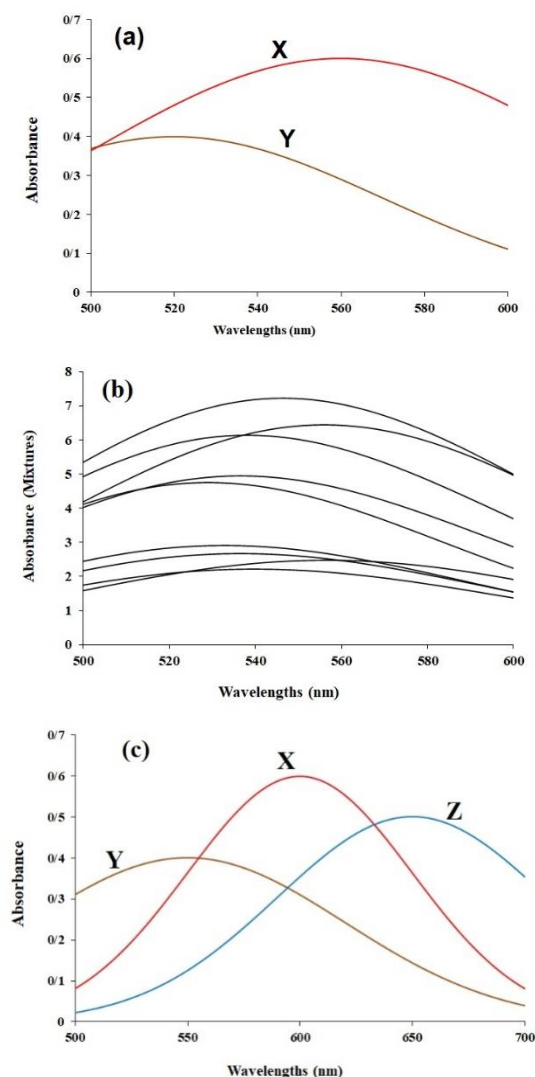 (a)
0/7
0/6
0/5
0/4
0/3
0/2
0/1
0
X
Y
Absorbance
500 520 540 560 580 600
Wavelengths (nm)
(b)
8
7
6
5
4
3
2
1
0
Absorbance (Mixtures)
500 520 540 560 580 600
Wavelengths (nm)
(c)
0/7
0/6
0/5
0/4
0/3
0/2
0/1
0
X
Y
Z
Absorbance
500 550 600 650 700
Wavelengths (nm)